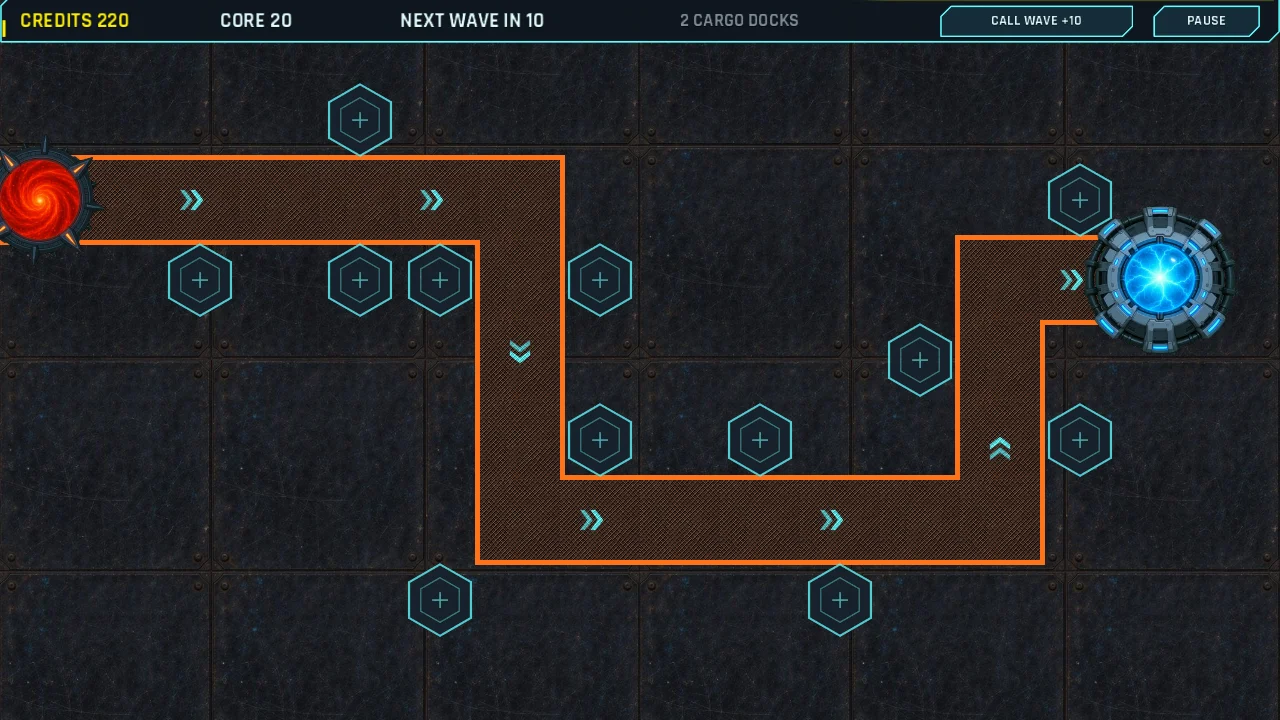 CREDITS 220
CORE 20
NEXT WAVE IN 10
2 CARGO DOCKS
CALL WAVE +10
PAUSE